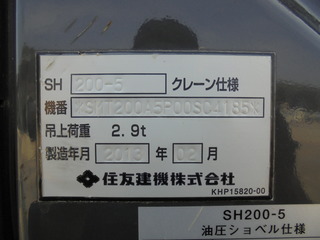 SH 200-5 クレーン仕様
機番
吊上荷重 2.9t
製造年月 2013 年 02 月
住友建機株式会社
KHP15820-00
SH200-5
油圧ショベル仕様